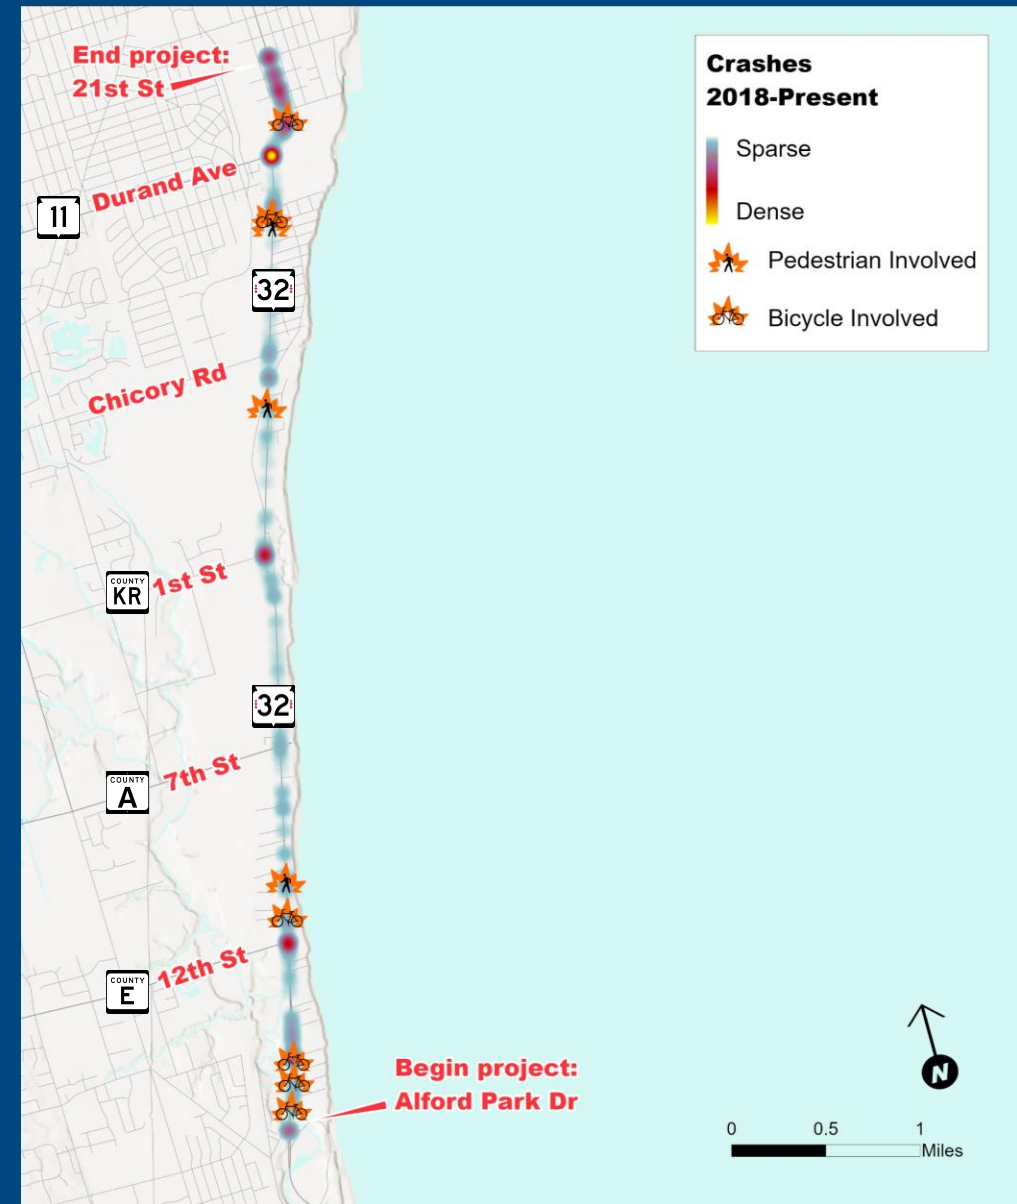 End project:
21st St
Crashes
2018-Present
Sparse
Dense
Pedestrian Involved
Bicycle Involved
Durand Ave
11
32
Chicory Rd
1st St
COUNTY
KR
32
7th St
COUNTY
A
12th St
COUNTY
E
Begin project:
Alford Park Dr
N
0 0.5 1
Miles